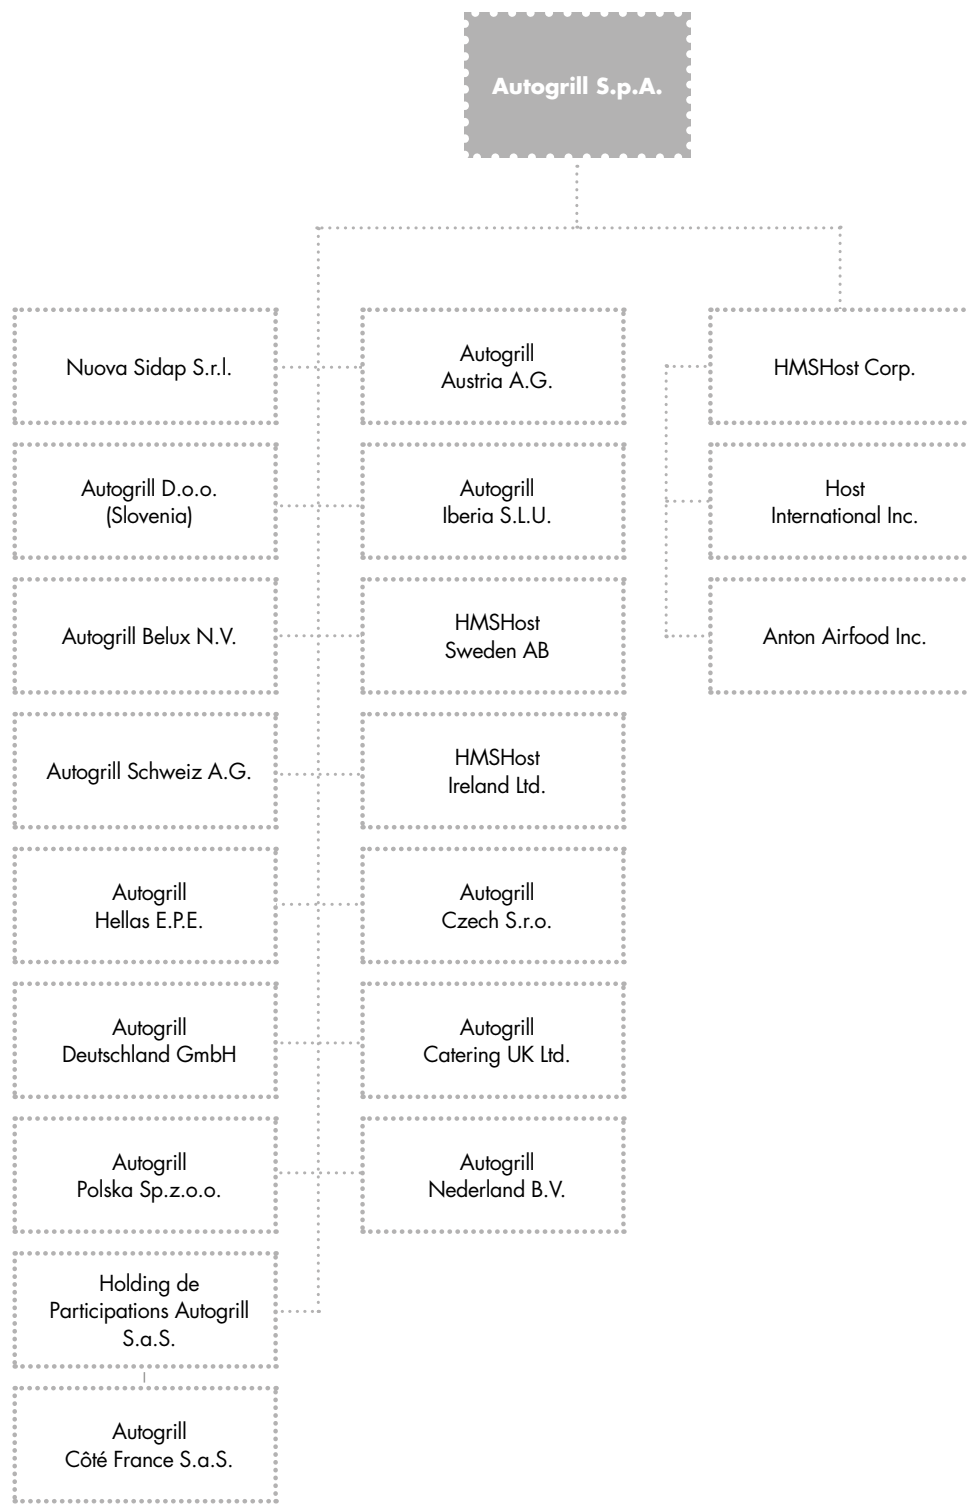 Autogrill S.p.A.
Nuova Sidap S.r.l.
Autogrill
Austria A.G.
HMSHost Corp.
Autogrill D.o.o.
(Slovenia)
Autogrill
Iberia S.L.U.
Host
International Inc.
Autogrill Belux N.V.
HMSHost
Sweden AB
Anton Airfood Inc.
Autogrill Schweiz A.G.
HMSHost
Ireland Ltd.
Autogrill
Hellas E.P.E.
Autogrill
Czech S.r.o.
Autogrill
Deutschland GmbH
Autogrill
Catering UK Ltd.
Autogrill
Polska Sp.z.o.o.
Autogrill
Nederland B.V.
Holding de
Participations Autogrill
S.a.S.
Autogrill
Côté France S.a.S.